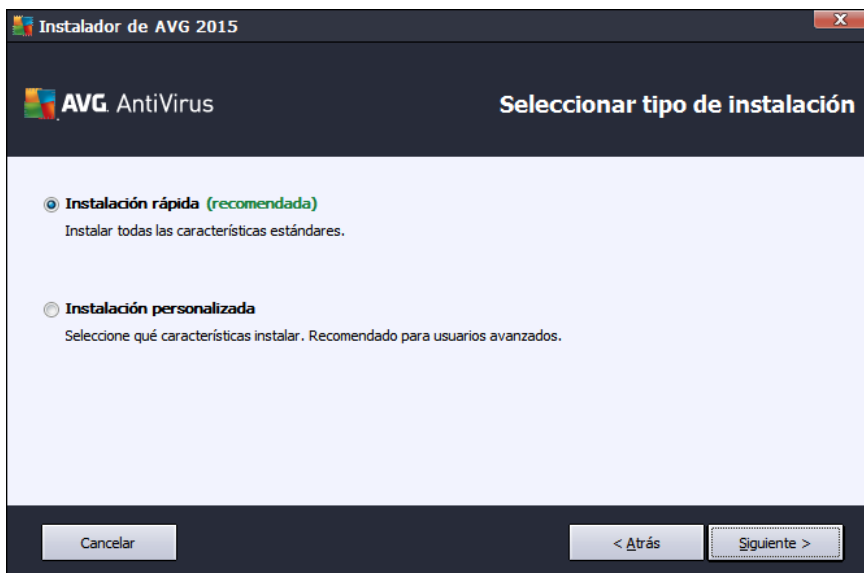 Instalador de AVG 2015
X
AVG. AntiVirus
Seleccionar tipo de instalación
Instalación rápida (recomendada)
Instalar todas las características estándares.
Instalación personalizada
Seleccione qué características instalar. Recomendado para usuarios avanzados.
Cancelar
< Atrás
Siguiente >